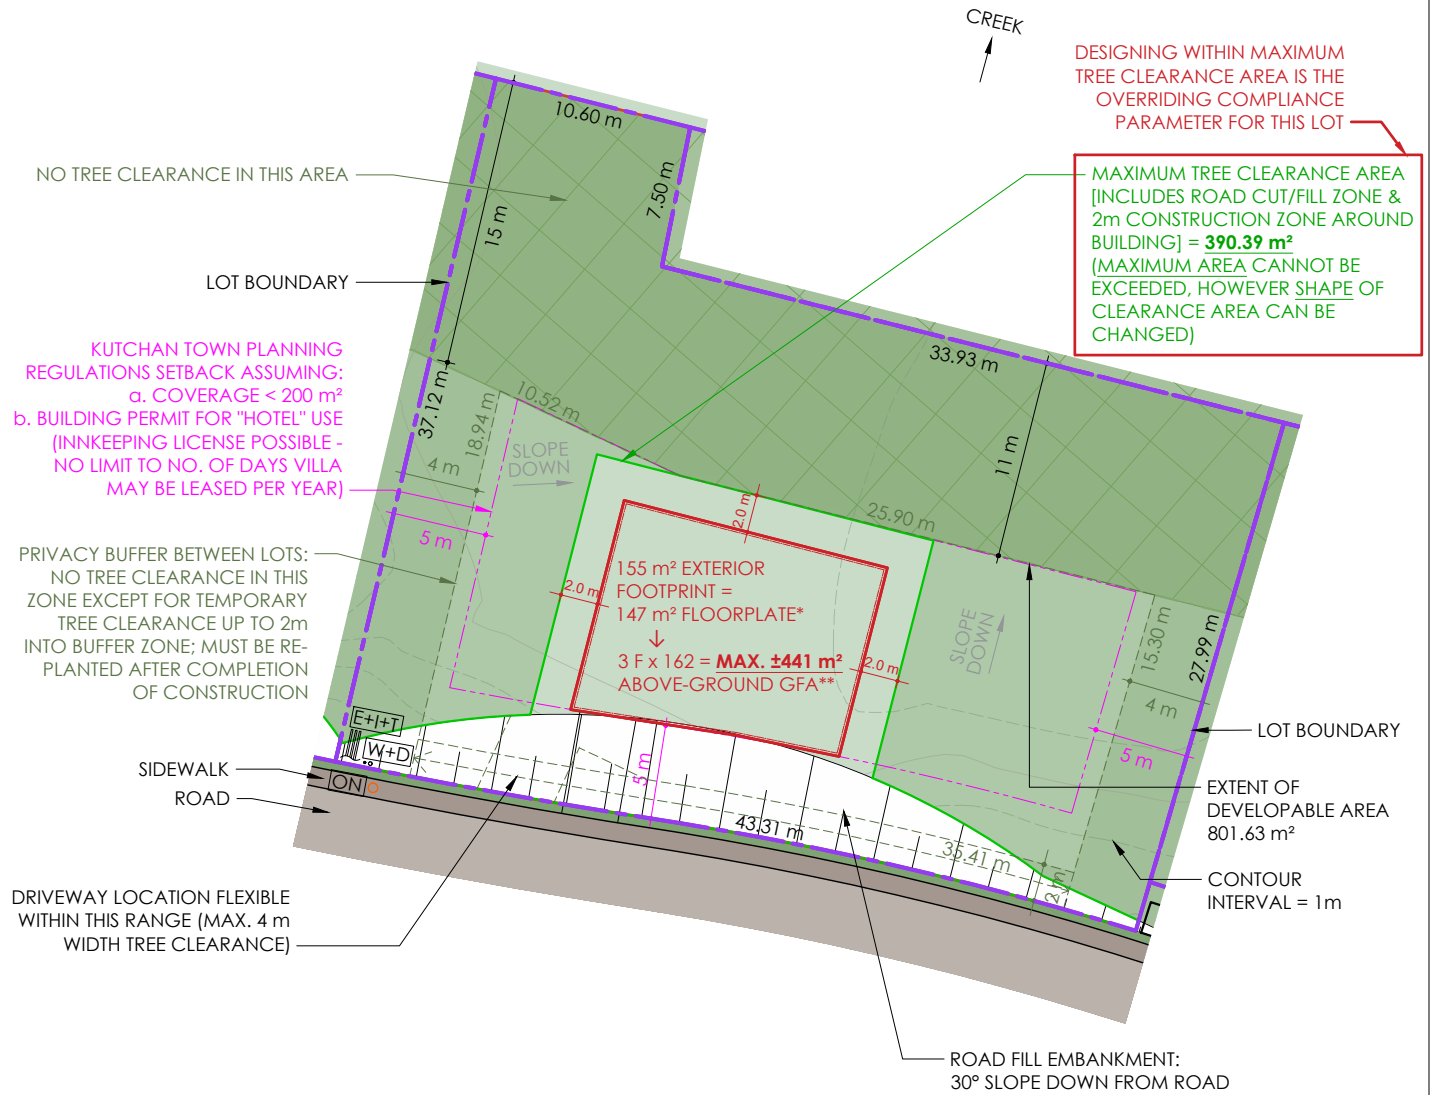 CREEK
DESIGNING WITHIN MAXIMUM
TREE CLEARANCE AREA IS THE
OVERRIDING COMPLIANCE
PARAMETER FOR THIS LOT
MAXIMUM TREE CLEARANCE AREA
[INCLUDES ROAD CUT/FILL ZONE &
2m CONSTRUCTION ZONE AROUND
BUILDING] = 390.39 m²
(MAXIMUM AREA CANNOT BE
EXCEEDED, HOWEVER SHAPE OF
CLEARANCE AREA CAN BE
CHANGED)
10.60 m
7.50 m
15 m
33.93 m
11 m
NO TREE CLEARANCE IN THIS AREA
LOT BOUNDARY
KUTCHAN TOWN PLANNING
REGULATIONS SETBACK ASSUMING:
a. COVERAGE < 200 m²
b. BUILDING PERMIT FOR "HOTEL" USE
(INNKEEPING LICENSE POSSIBLE -
NO LIMIT TO NO. OF DAYS VILLA
MAY BE LEASED PER YEAR)
37.12 m
18.94 m
10.52 m
4 m
5 m
SLOPE
DOWN
25.90 m
2.0 m
2.0 m
2.0 m
155 m² EXTERIOR
FOOTPRINT =
147 m² FLOORPLATE*
↓
3 F x 162 = MAX. ±441 m²
ABOVE-GROUND GFA**
SLOPE
DOWN
15.30 m
27.99 m
4 m
5 m
PRIVACY BUFFER BETWEEN LOTS:
NO TREE CLEARANCE IN THIS
ZONE EXCEPT FOR TEMPORARY
TREE CLEARANCE UP TO 2m
INTO BUFFER ZONE; MUST BE RE-
PLANTED AFTER COMPLETION
OF CONSTRUCTION
E+I+T
W+D
ON
SIDEWALK
ROAD
5 m
43.31 m
35.41 m
2 m
LOT BOUNDARY
EXTENT OF
DEVELOPABLE AREA
801.63 m²
CONTOUR
INTERVAL = 1m
DRIVEWAY LOCATION FLEXIBLE
WITHIN THIS RANGE (MAX. 4 m
WIDTH TREE CLEARANCE)
ROAD FILL EMBANKMENT:
30° SLOPE DOWN FROM ROAD